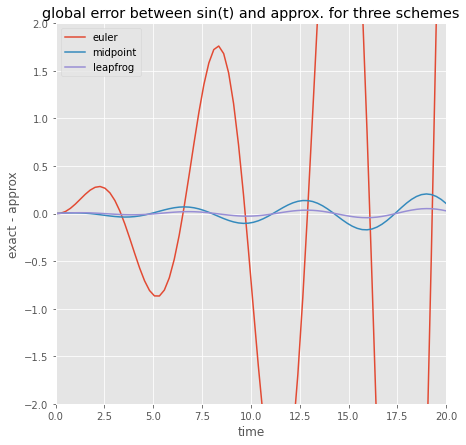 global error between sin(t) and approx. for three schemes
euler
midpoint
leapfrog
2.0
1.5
1.0
0.5
0.0
−0.5
−1.0
−1.5
−2.0
exact - approx
0.0 2.5 5.0 7.5 10.0 12.5 15.0 17.5 20.0
time